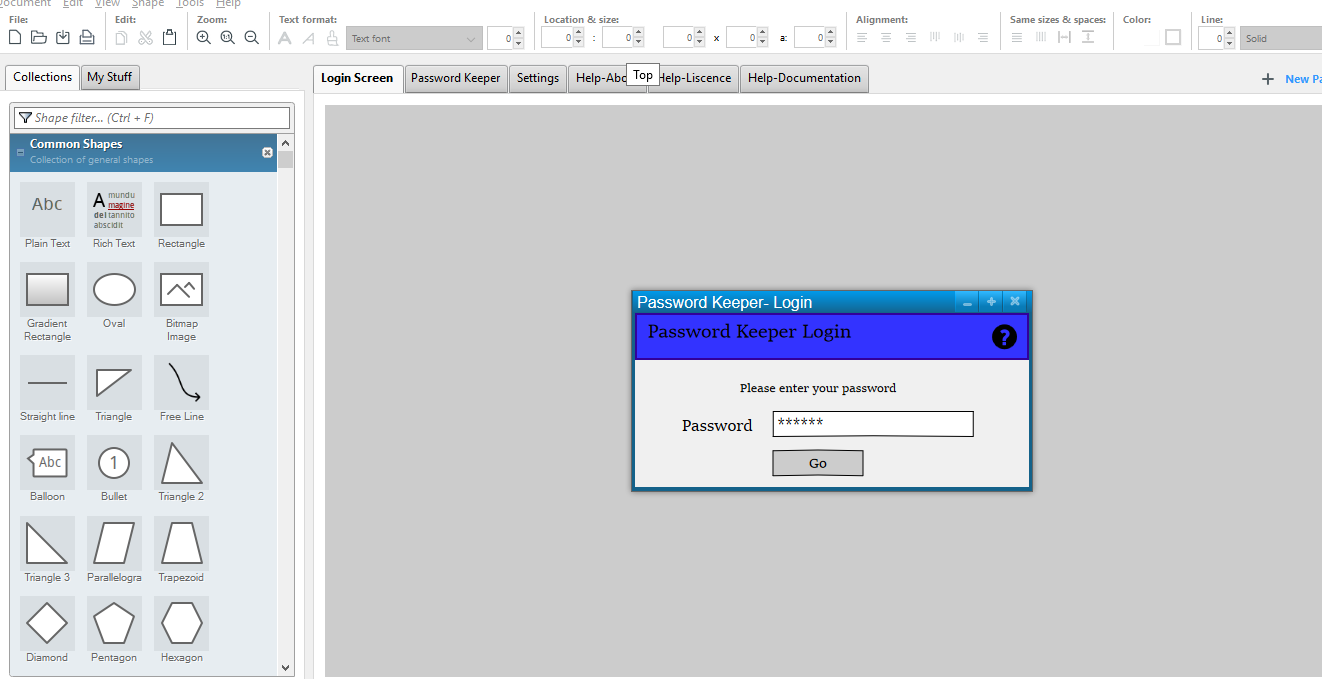 Document Edit View Shape Tools Help
File: Edit: Zoom: Text format: Location & size: Alignment: Same sizes & spaces: Color: Line:
1:1 Text font 0 0 : 0 0 x 0 a: 0 0 Solid
Collections My Stuff
Login Screen Password Keeper Settings Help-Abo Top Help-Liscence Help-Documentation + New Pa
Shape filter... (Ctrl + F)
Common Shapes
Collection of general shapes
Abc A mundu
magine
del tannito
abscidit
Plain Text Rich Text Rectangle
Gradient Rectangle Oval Bitmap Image
Straight line Triangle Free Line
Abc 1
Balloon Bullet Triangle 2
Triangle 3 Parallelogra Trapezoid
Diamond Pentagon Hexagon
Password Keeper- Login
Password Keeper Login ?
Please enter your password
Password ******
Go